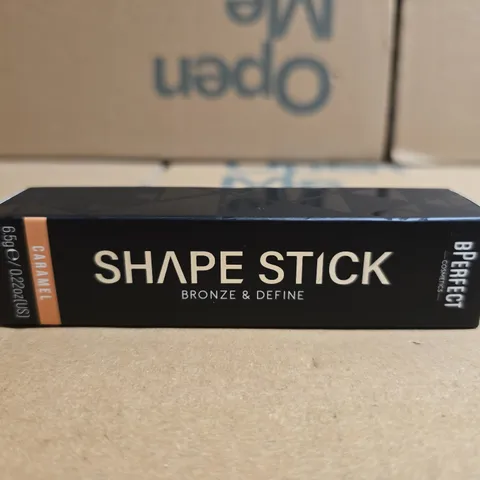 Open
Me
SHAPE STICK
BRONZE & DEFINE
CARAMEL
6.5g℮/0.22oz(US)
BPERFECT
COSMETICS